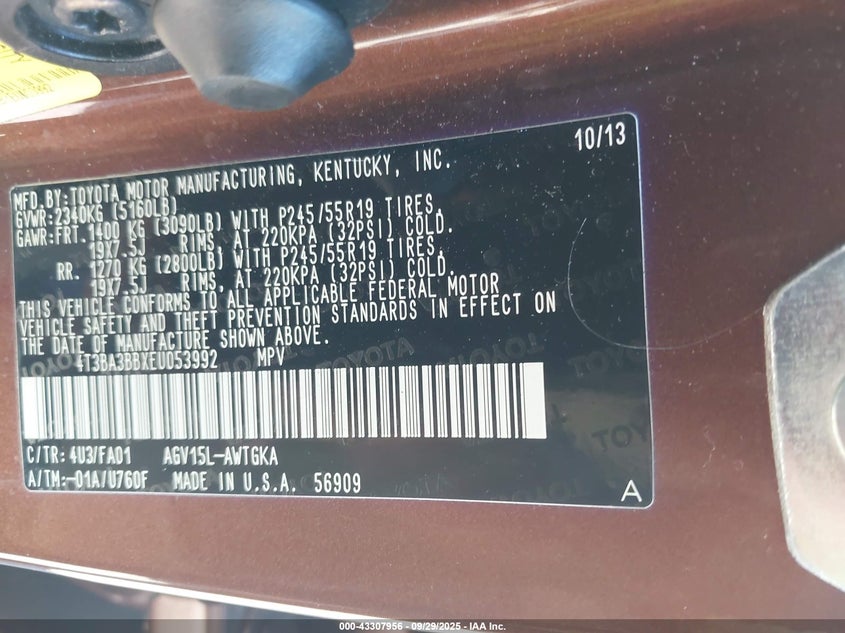 10/13
MFD.BY:TOYOTA MOTOR MANUFACTURING, KENTUCKY, INC.
GVWR:2340KG (5160LB)
GAWR:FRT.1400 KG (3090LB) WITH P245/55R19 TIRES,
19X7.5J RIMS, AT 220KPA (32PSI) COLD.
RR. 1270 KG (2800LB) WITH P245/55R19 TIRES,
19X7.5J RIMS, AT 220KPA (32PSI) COLD.
THIS VEHICLE CONFORMS TO ALL APPLICABLE FEDERAL MOTOR
VEHICLE SAFETY AND THEFT PREVENTION STANDARDS IN EFFECT ON
THE DATE OF MANUFACTURE SHOWN ABOVE.
4T3BA3BBXEU053992 MPV
C/TR: 4U3/FA01 AGV15L-AWTGKA
A/TM:-01A/U760F MADE IN U.S.A. 56909
A
000-43307956 - 09/29/2025 - IAA Inc.